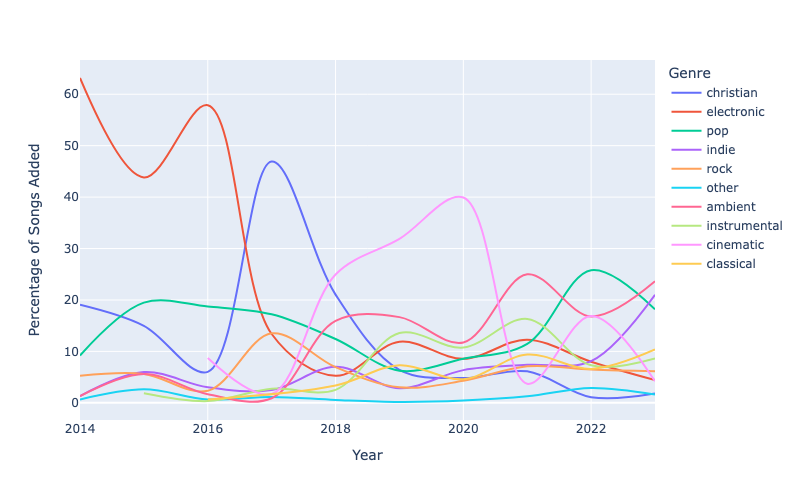 Genre
christian
electronic
pop
indie
rock
other
ambient
instrumental
cinematic
classical
60
50
40
30
20
10
0
Percentage of Songs Added
2014 2016 2018 2020 2022
Year